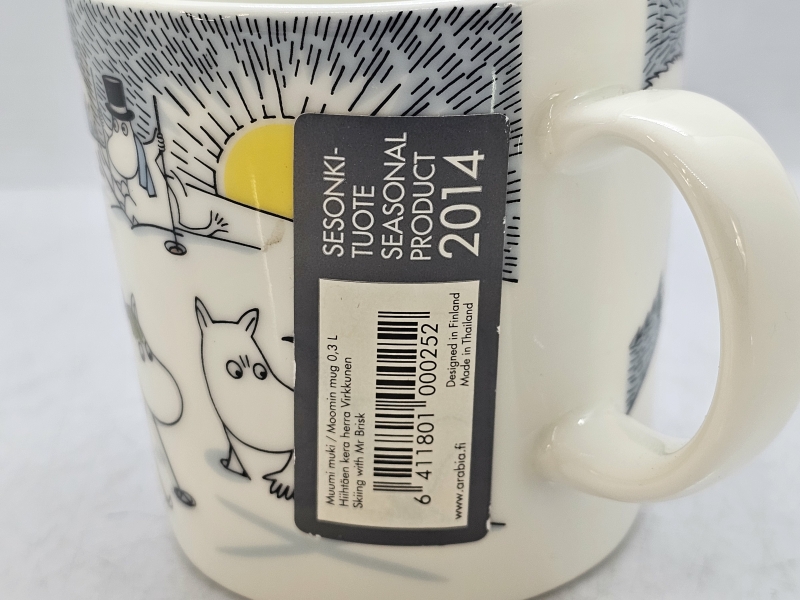 SESONKI-
TUOTE
SEASONAL
PRODUCT
2014
Muumi muki / Moomin mug 0,3 L
Hiihtäen kera herra Virkkunen
Skiing with Mr Brisk
6 411801 000252
Designed in Finland
Made in Thailand
www.arabia.fi